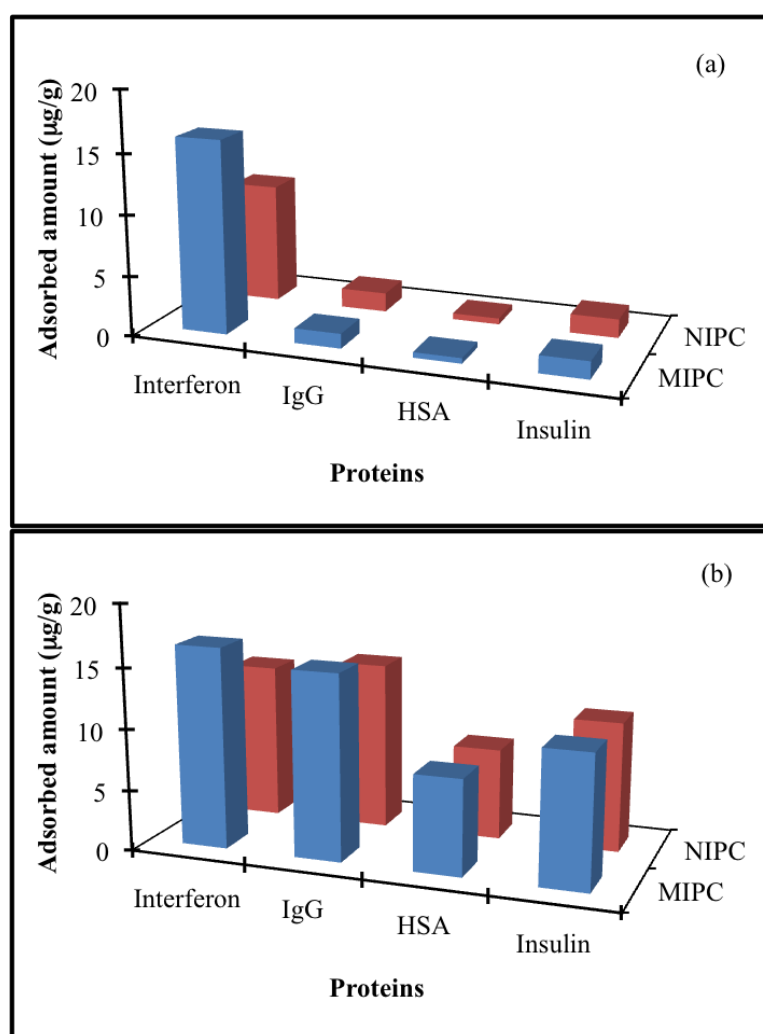 (a)
Adsorbed amount (µg/g)
20
15
10
5
0
Interferon
IgG
HSA
Insulin
NIPC
MIPC
Proteins
(b)
Adsorbed amount (µg/g)
20
15
10
5
0
Interferon
IgG
HSA
Insulin
NIPC
MIPC
Proteins